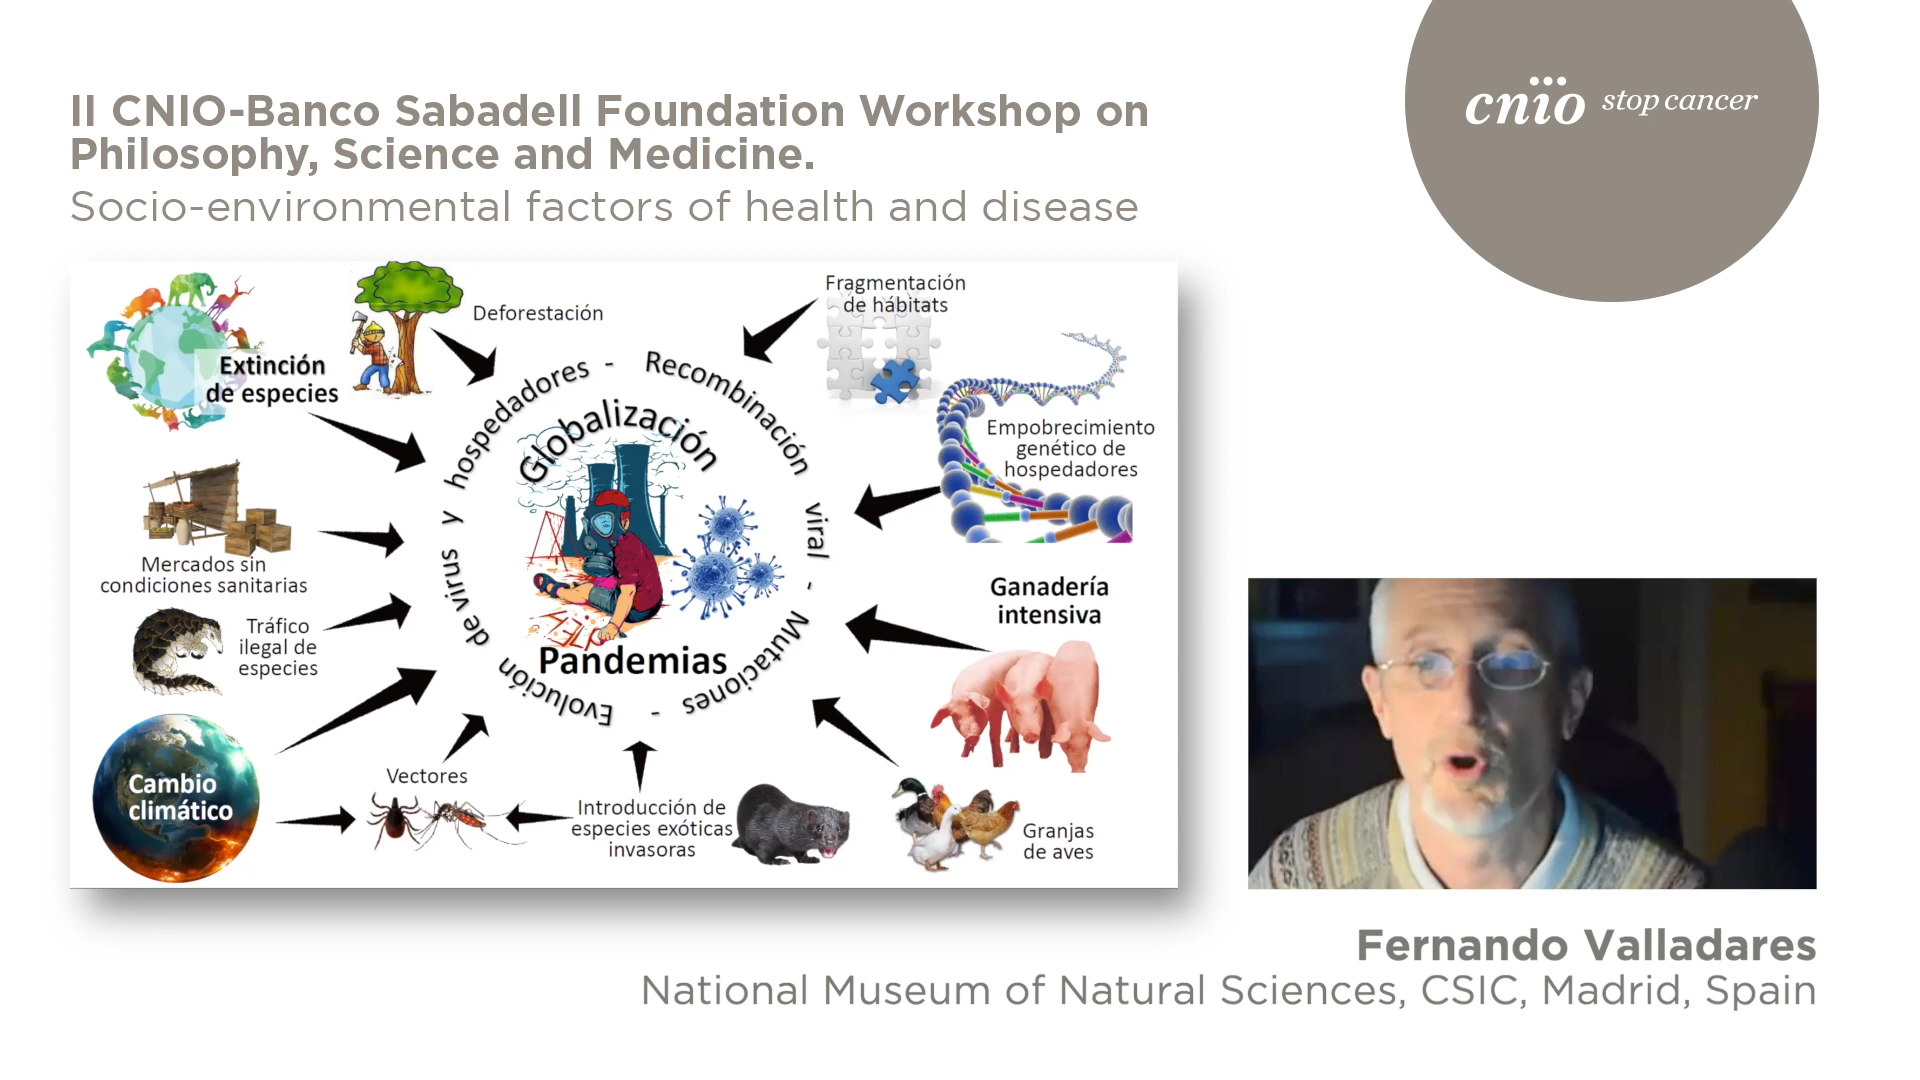 II CNIO-Banco Sabadell Foundation Workshop on
Philosophy, Science and Medicine.
Socio-environmental factors of health and disease
cnio stop cancer
Deforestación
Fragmentación
de hábitats
Extinción
de especies
Empobrecimiento
genético de
hospedadores
Mercados sin
condiciones sanitarias
Tráfico
ilegal de
especies
Ganadería
intensiva
Globalización
Pandemias
Recombinación viral - Mutaciones - Evolución de virus y hospedadores -
HELP
Cambio
climático
Vectores
Introducción de
especies exóticas
invasoras
Granjas
de aves
Fernando Valladares
National Museum of Natural Sciences, CSIC, Madrid, Spain